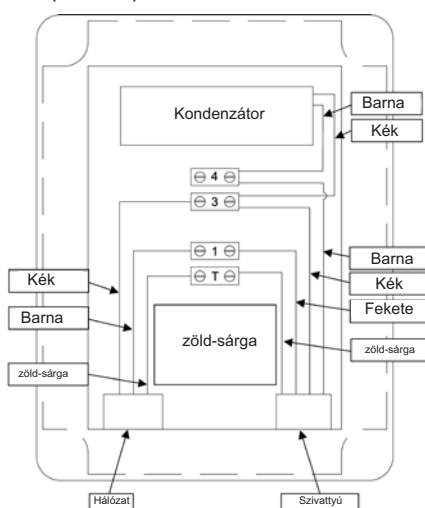 Kondenzátor
Barna
Kék
4
3
1
T
Kék
Barna
zöld-sárga
zöld-sárga
Barna
Kék
Fekete
zöld-sárga
Hálózat
Szivattyú